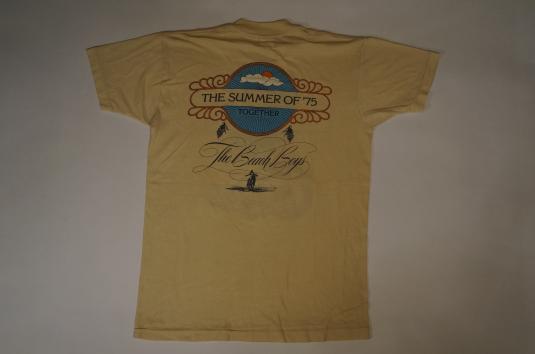 THE SUMMER OF '75
TOGETHER
The Beach Boys